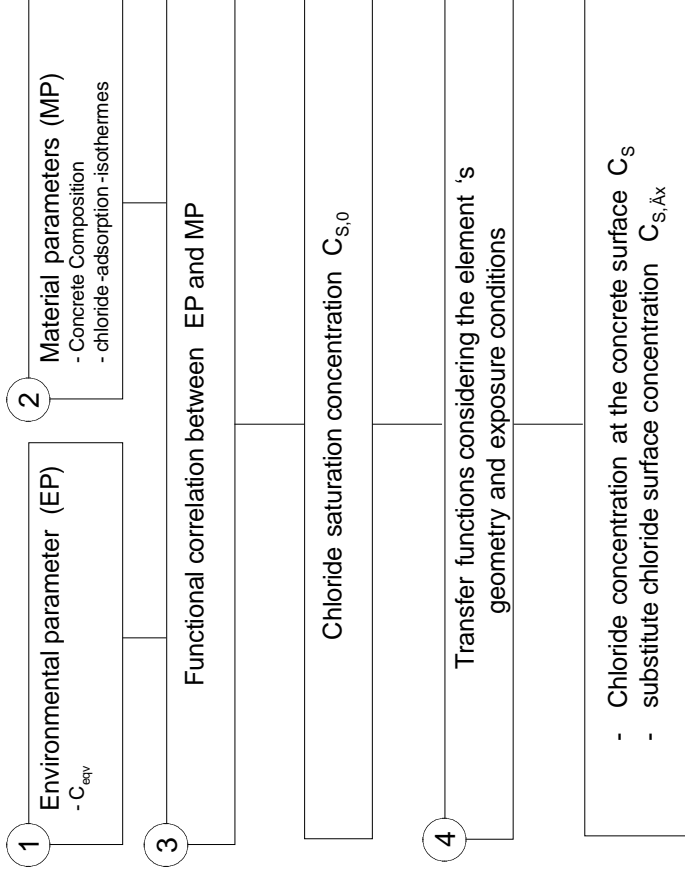 1
Environmental parameter (EP)
- C_eqv
2
Material parameters (MP)
- Concrete Composition
- chloride -adsorption -isothermes
3
Functional correlation between EP and MP
Chloride saturation concentration C_S,0
4
Transfer functions considering the element ‘s
geometry and exposure conditions
- Chloride concentration at the concrete surface C_S
- substitute chloride surface concentration C_S,Äx